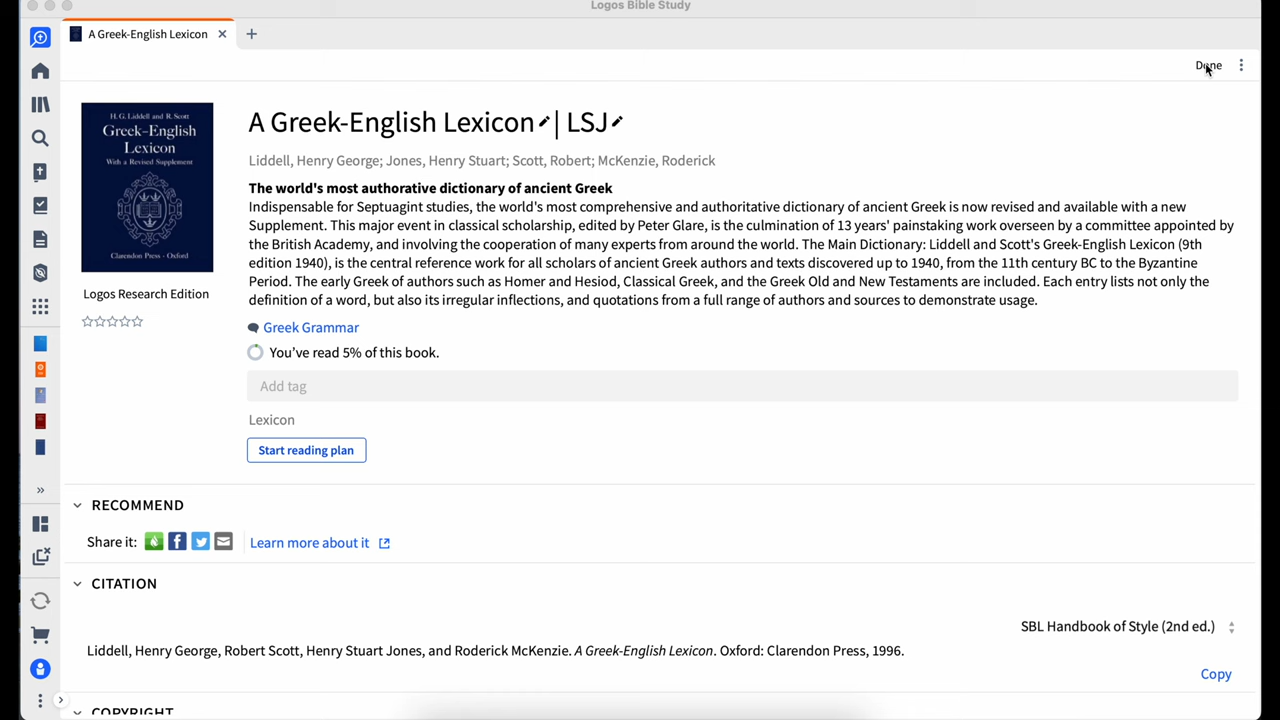 Logos Bible Study
A Greek-English Lexicon
Done
H. G. Liddell and R. Scott
Greek–English
Lexicon
With a Revised Supplement
Clarendon Press · Oxford
Logos Research Edition
A Greek-English Lexicon | LSJ
Liddell, Henry George; Jones, Henry Stuart; Scott, Robert; McKenzie, Roderick
The world's most authorative dictionary of ancient Greek
Indispensable for Septuagint studies, the world's most comprehensive and authoritative dictionary of ancient Greek is now revised and available with a new
Supplement. This major event in classical scholarship, edited by Peter Glare, is the culmination of 13 years' painstaking work overseen by a committee appointed by
the British Academy, and involving the cooperation of many experts from around the world. The Main Dictionary: Liddell and Scott's Greek-English Lexicon (9th
edition 1940), is the central reference work for all scholars of ancient Greek authors and texts discovered up to 1940, from the 11th century BC to the Byzantine
Period. The early Greek of authors such as Homer and Hesiod, Classical Greek, and the Greek Old and New Testaments are included. Each entry lists not only the
definition of a word, but also its irregular inflections, and quotations from a full range of authors and sources to demonstrate usage.
Greek Grammar
You've read 5% of this book.
Add tag
Lexicon
Start reading plan
RECOMMEND
Share it:
Learn more about it
CITATION
SBL Handbook of Style (2nd ed.)
Liddell, Henry George, Robert Scott, Henry Stuart Jones, and Roderick McKenzie. A Greek-English Lexicon. Oxford: Clarendon Press, 1996.
Copy
COPYRIGHT